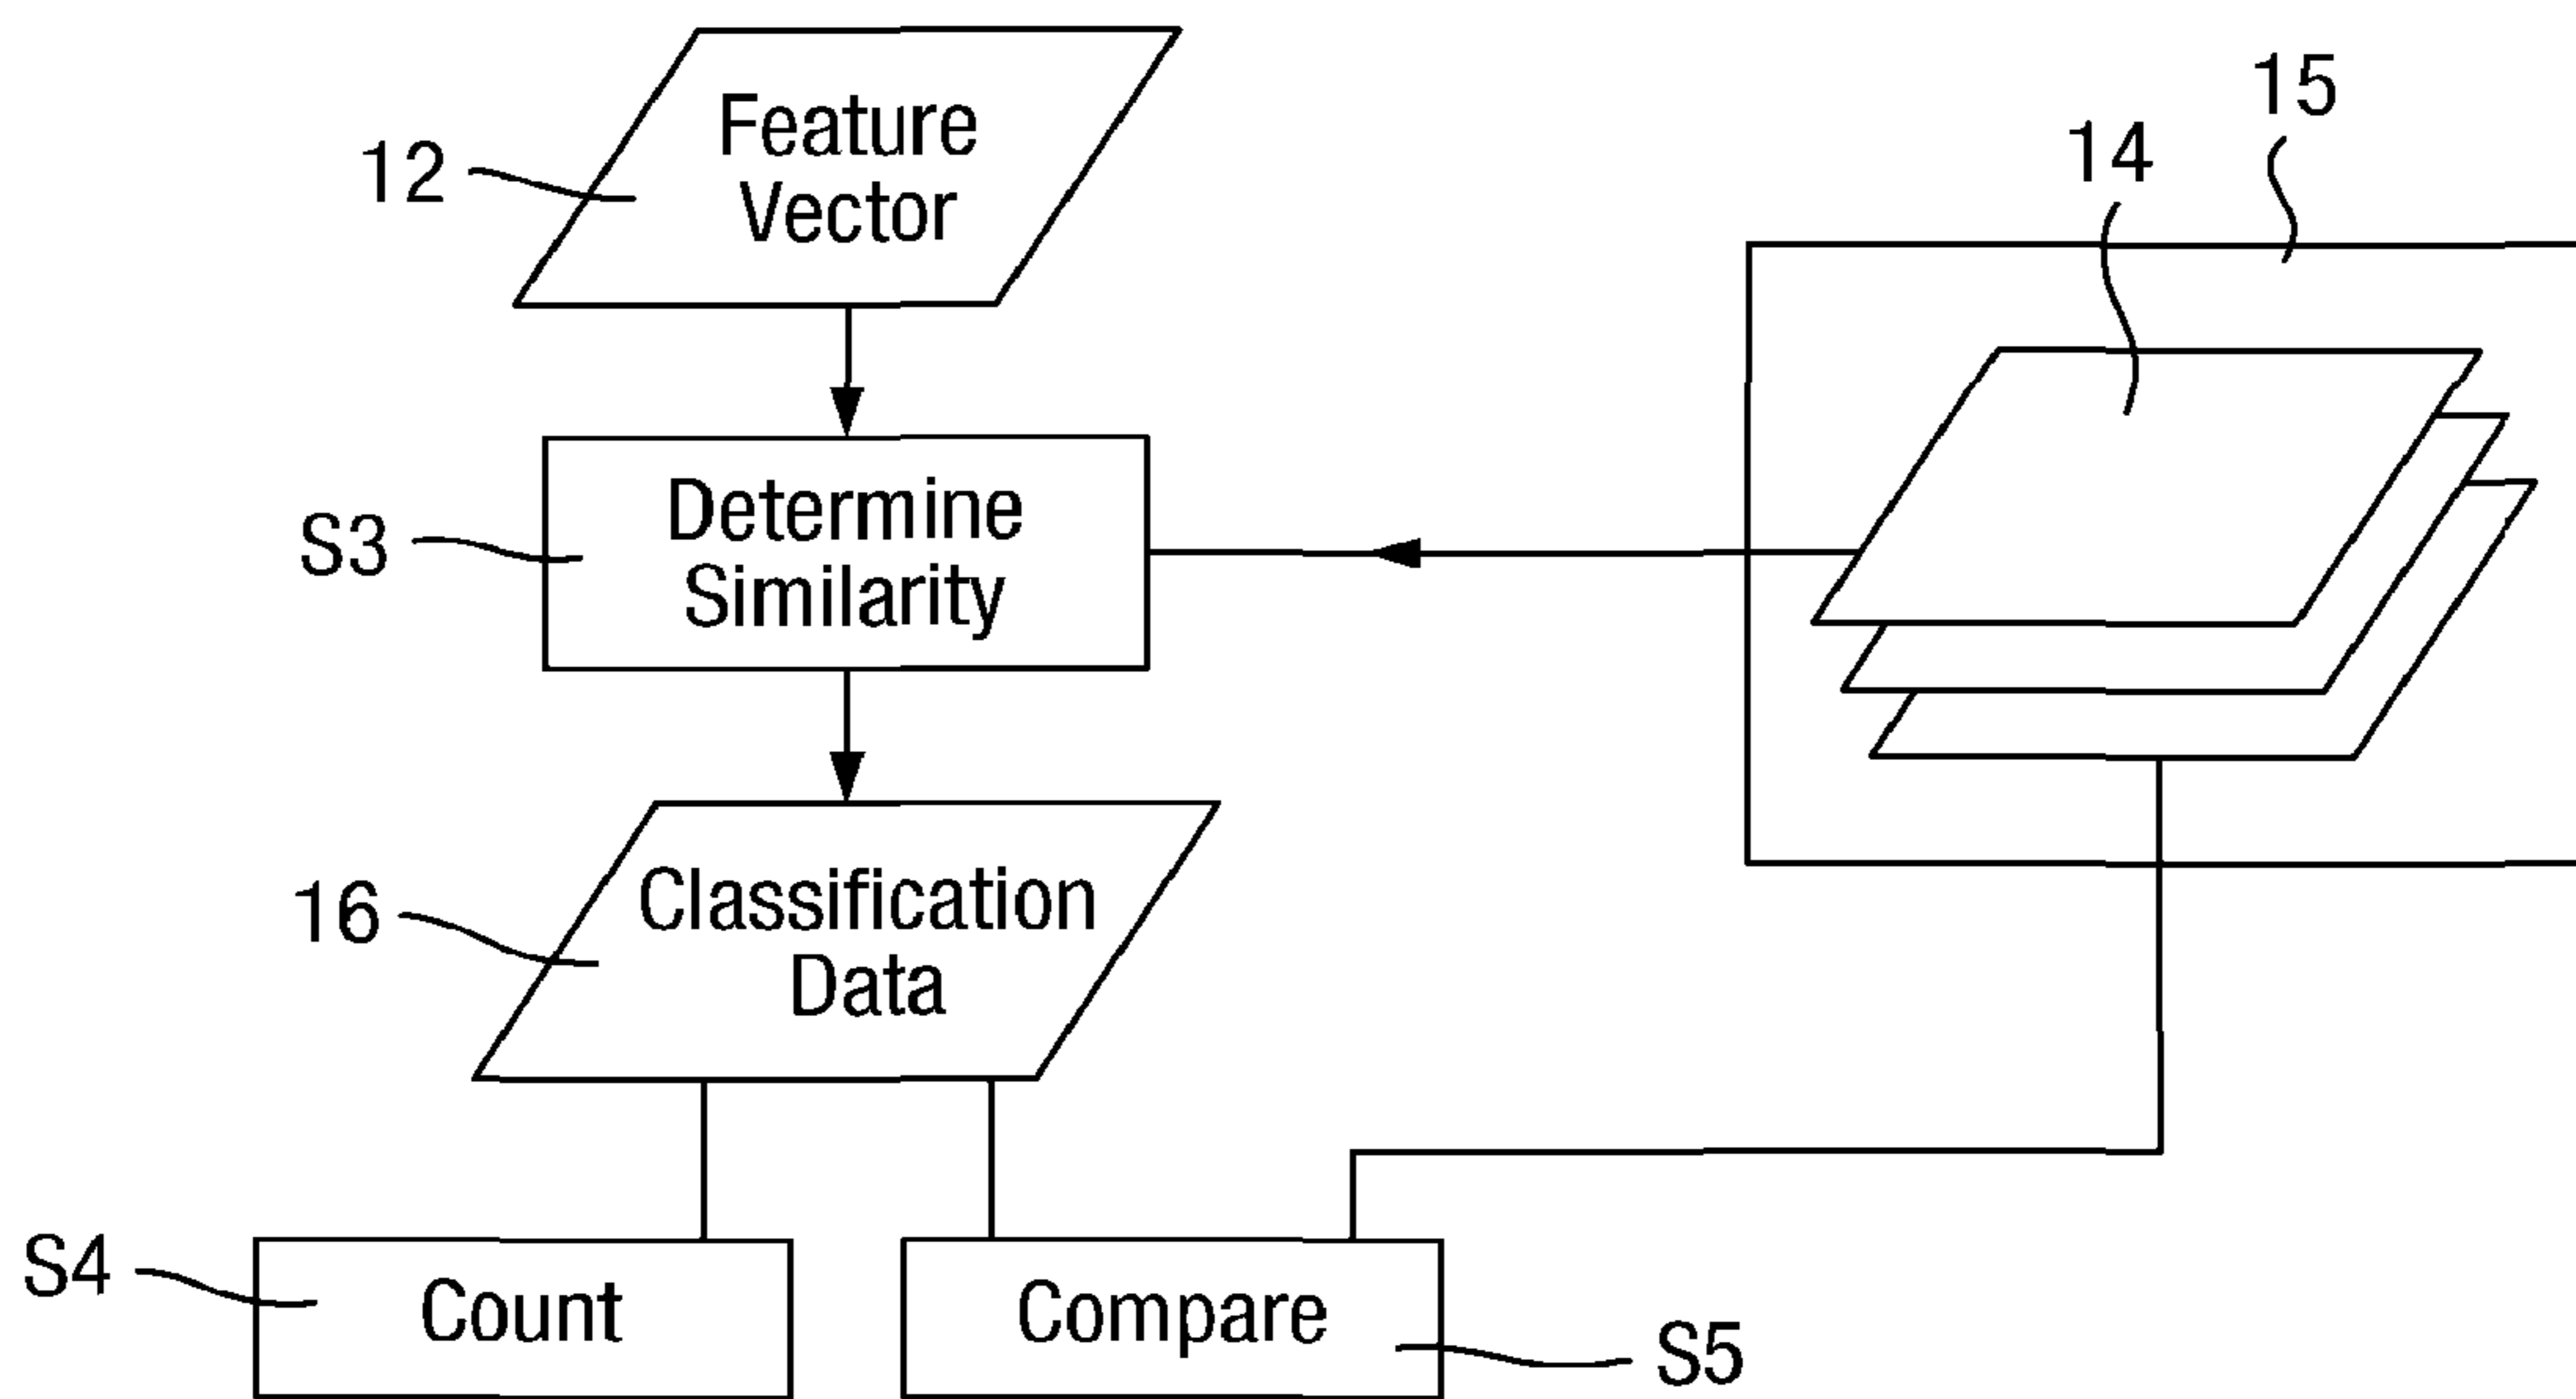 12
Feature
Vector
15
14
S3
Determine
Similarity
16
Classification
Data
S4
Count
Compare
S5